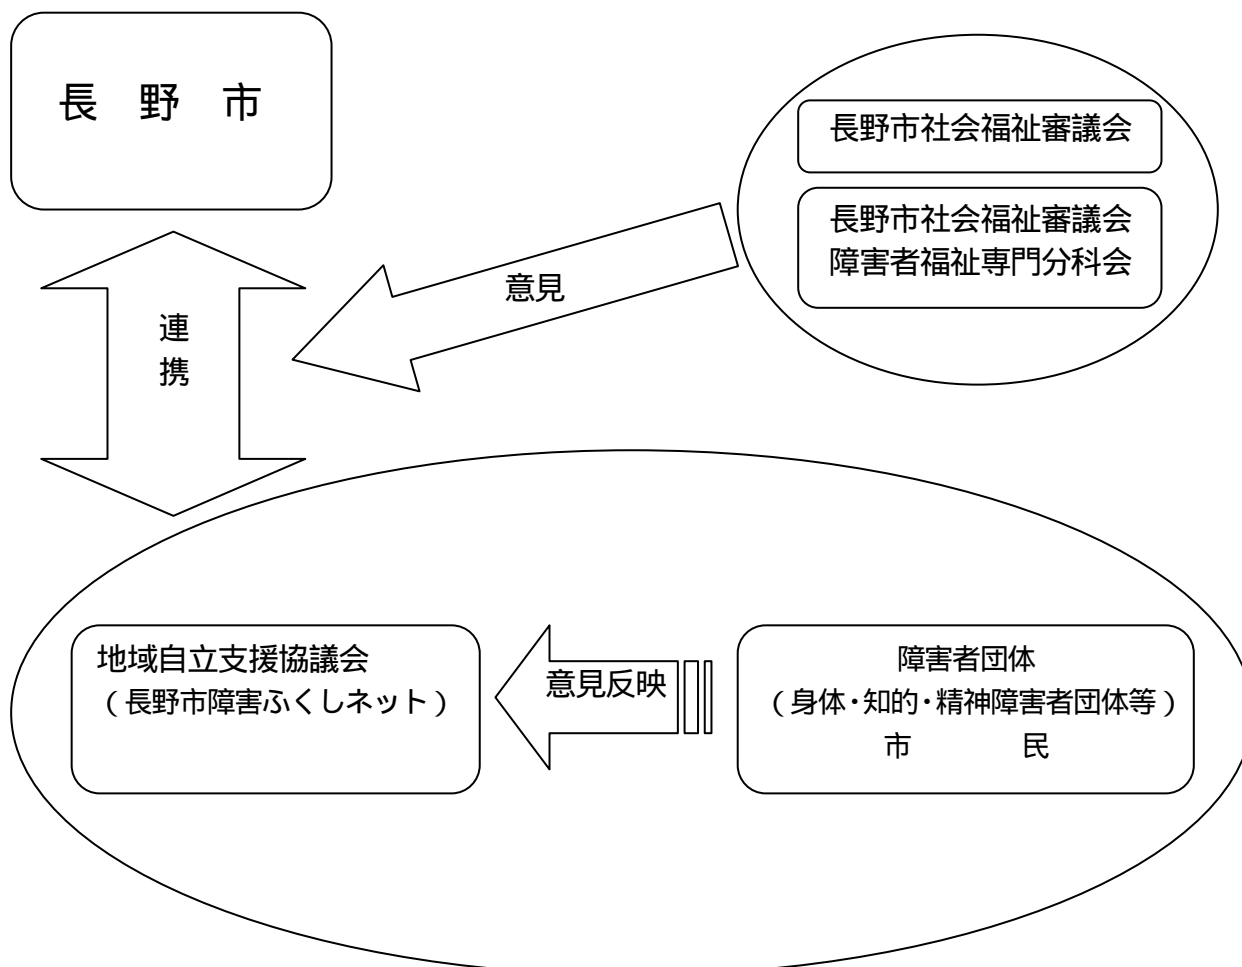 長　野　市
長野市社会福祉審議会
長野市社会福祉審議会
障害者福祉専門分科会
意見
連
携
地域自立支援協議会
（長野市障害ふくしネット）
意見反映
障害者団体
（身体・知的・精神障害者団体等）
市　　　　民